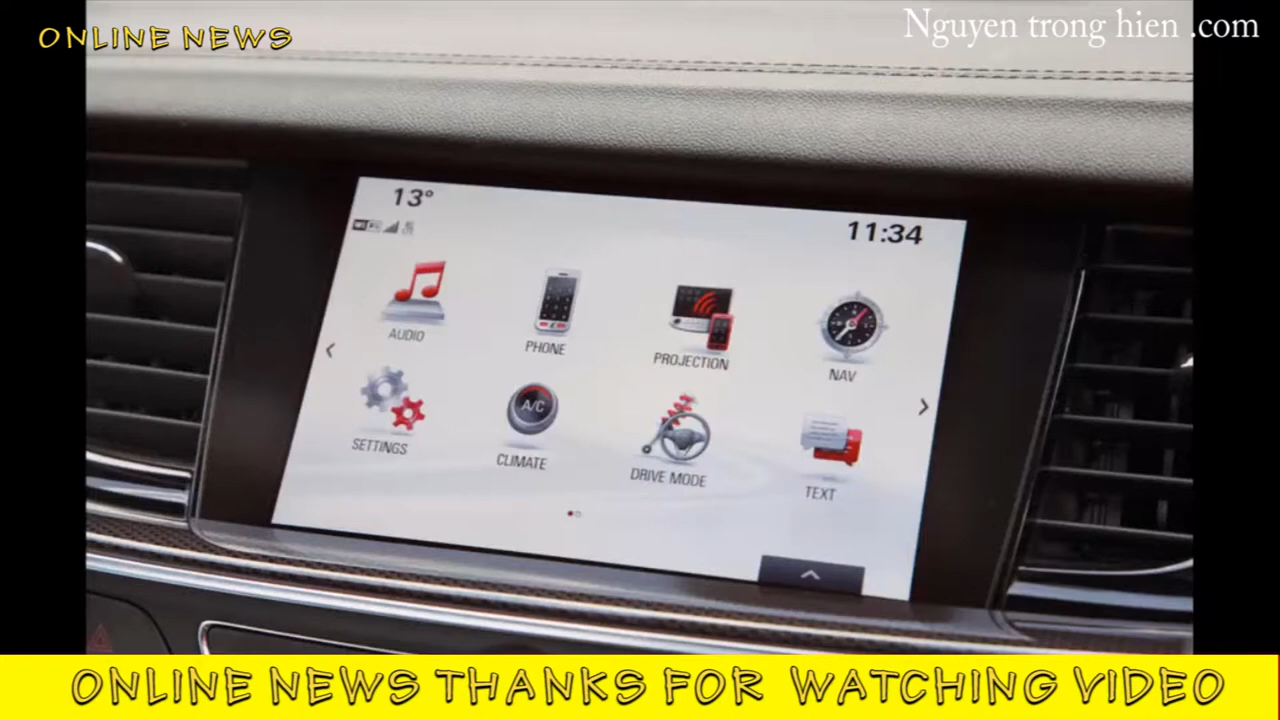 ONLINE NEWS
Nguyen trong hien .com
13°
11:34
AUDIO
PHONE
PROJECTION
NAV
SETTINGS
A/C
CLIMATE
DRIVE MODE
TEXT
ONLINE NEWS THANKS FOR WATCHING VIDEO